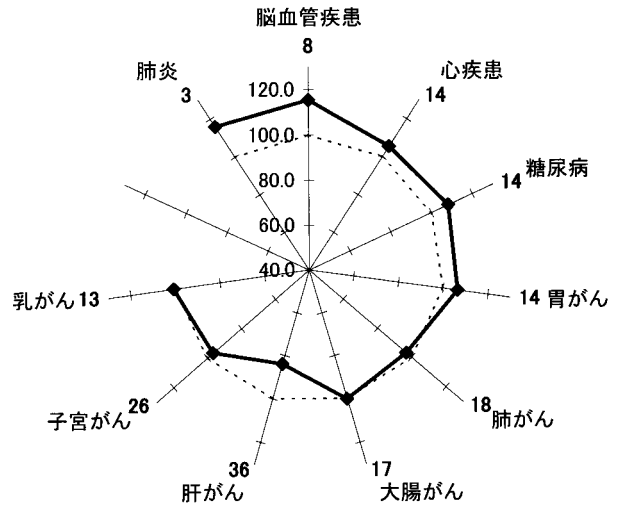 脳血管疾患
8
肺炎
3
心疾患
14
糖尿病
14
120.0
100.0
80.0
60.0
40.0
乳がん 13
14 胃がん
子宮がん 26
18 肺がん
36
肝がん
17
大腸がん